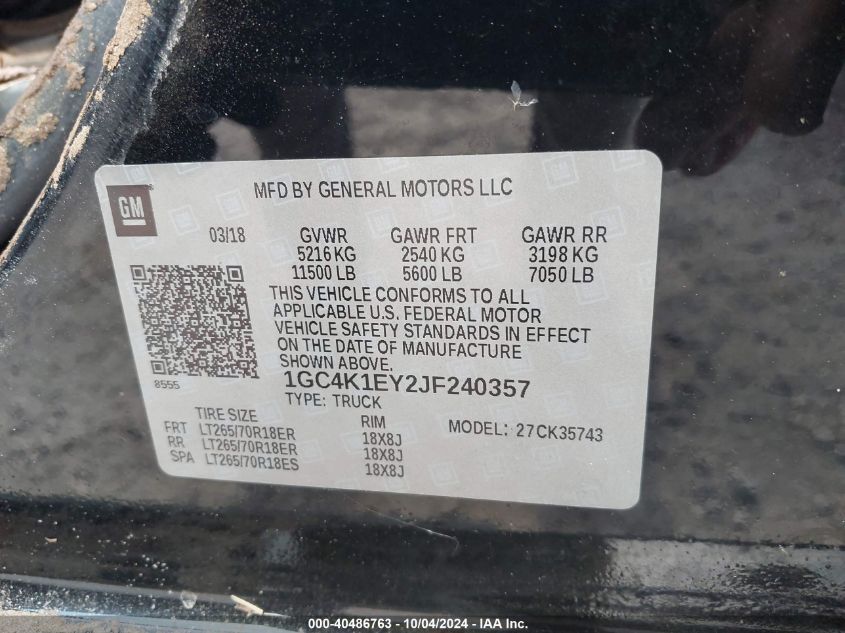 GM
MFD BY GENERAL MOTORS LLC
03/18 GVWR GAWR FRT GAWR RR
5216 KG 2540 KG 3198 KG
11500 LB 5600 LB 7050 LB
THIS VEHICLE CONFORMS TO ALL
APPLICABLE U.S. FEDERAL MOTOR
VEHICLE SAFETY STANDARDS IN EFFECT
ON THE DATE OF MANUFACTURE
SHOWN ABOVE.
8555
1GC4K1EY2JF240357
TYPE: TRUCK
TIRE SIZE RIM MODEL: 27CK35743
FRT LT265/70R18ER 18X8J
RR LT265/70R18ER 18X8J
SPA LT265/70R18ES 18X8J
000-40486763 - 10/04/2024 - IAA Inc.